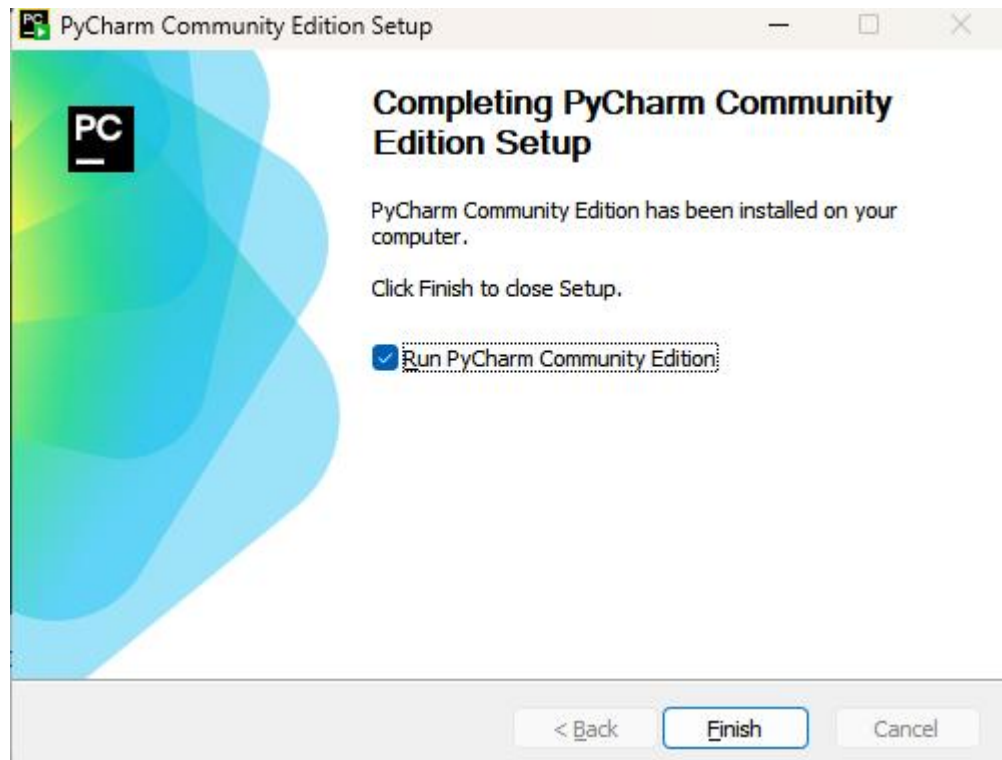 PC PyCharm Community Edition Setup
PC
Completing PyCharm Community
Edition Setup
PyCharm Community Edition has been installed on your
computer.
Click Finish to close Setup.
Run PyCharm Community Edition
< Back
Finish
Cancel